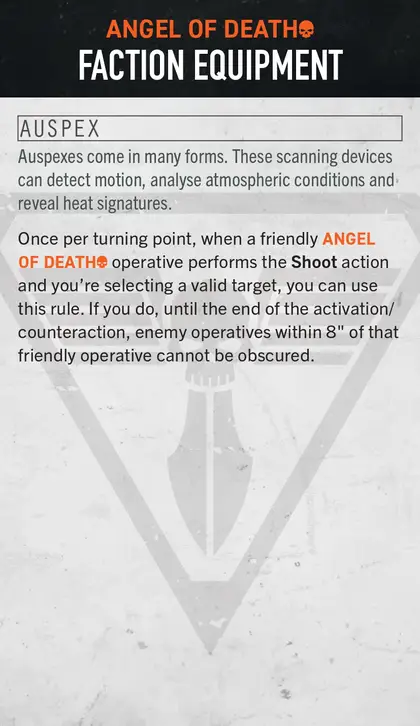 ANGEL OF DEATH
FACTION EQUIPMENT
AUSPEX
Auspexes come in many forms. These scanning devices
can detect motion, analyse atmospheric conditions and
reveal heat signatures.
Once per turning point, when a friendly ANGEL
OF DEATH operative performs the Shoot action
and you’re selecting a valid target, you can use
this rule. If you do, until the end of the activation/
counteraction, enemy operatives within 8" of that
friendly operative cannot be obscured.